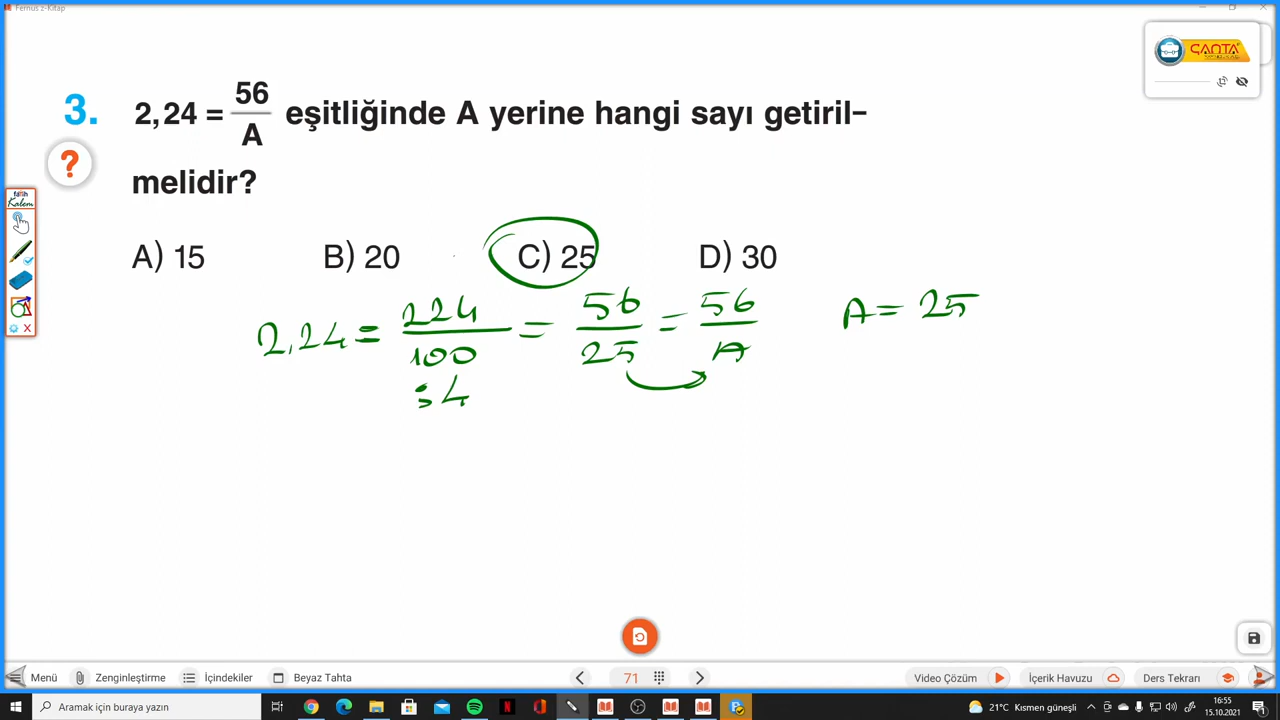 Fernus z-Kitap
ÇANTA
3. 2,24 = 56/A eşitliğinde A yerine hangi sayı getiril-
?
melidir?
fatih
Kalem
A) 15 B) 20 C) 25 D) 30
2,24 = 224/100 = 56/25 = 56/A A = 25
:4
Menü Zenginleştirme İçindekiler Beyaz Tahta 71 Video Çözüm İçerik Havuzu Ders Tekrarı
Aramak için buraya yazın 21°C Kısmen güneşli 16:55
15.10.2021